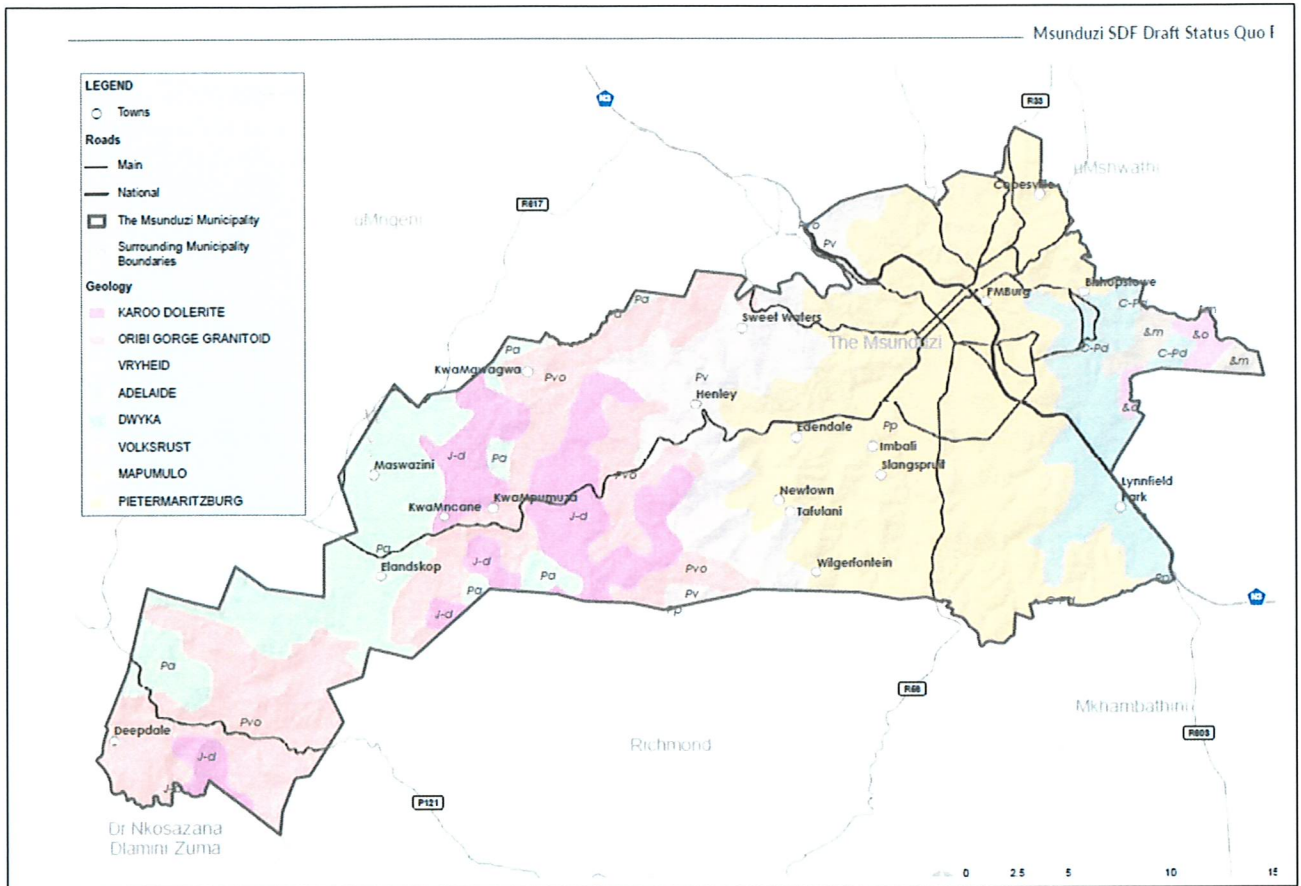 Msunduzi SDF Draft Status Quo
LEGEND
Towns
Roads
Main
National
The Msunduzi Municipality
Surrounding Municipality
Boundaries
Geology
KAROO DOLERITE
ORIBI GORGE GRANITOID
VRYHEID
ADELAIDE
DWYKA
VOLKSRUST
MAPUMULO
PIETERMARITZBURG
R33
uMshwathi
Copesville
R617
uMngeni
Pv
Bishopstowe
PMBurg
Pa
Sweet Waters
The Msunduzi
&m
&o
C-Pd
&m
C-Pd
Pa
KwaMawagwa
Pvo
Pv
Henley
Edendale
Pp
Imbali
Slangspruit
J-d
Pa
Maswazini
Pvo
KwaMncane
KwaMpumuza
J-d
Newtown
Tafulani
Lynnfield
Park
Pa
Elandskop
J-d
Pa
Pa
Pvo
Pv
Wilgerfontein
J-d
Pa
Pvo
Deepdale
J-d
R56
Richmond
Mkhambathini
R603
P121
Dr Nkosazana
Dlamini Zuma
0 2.5 5 10 15